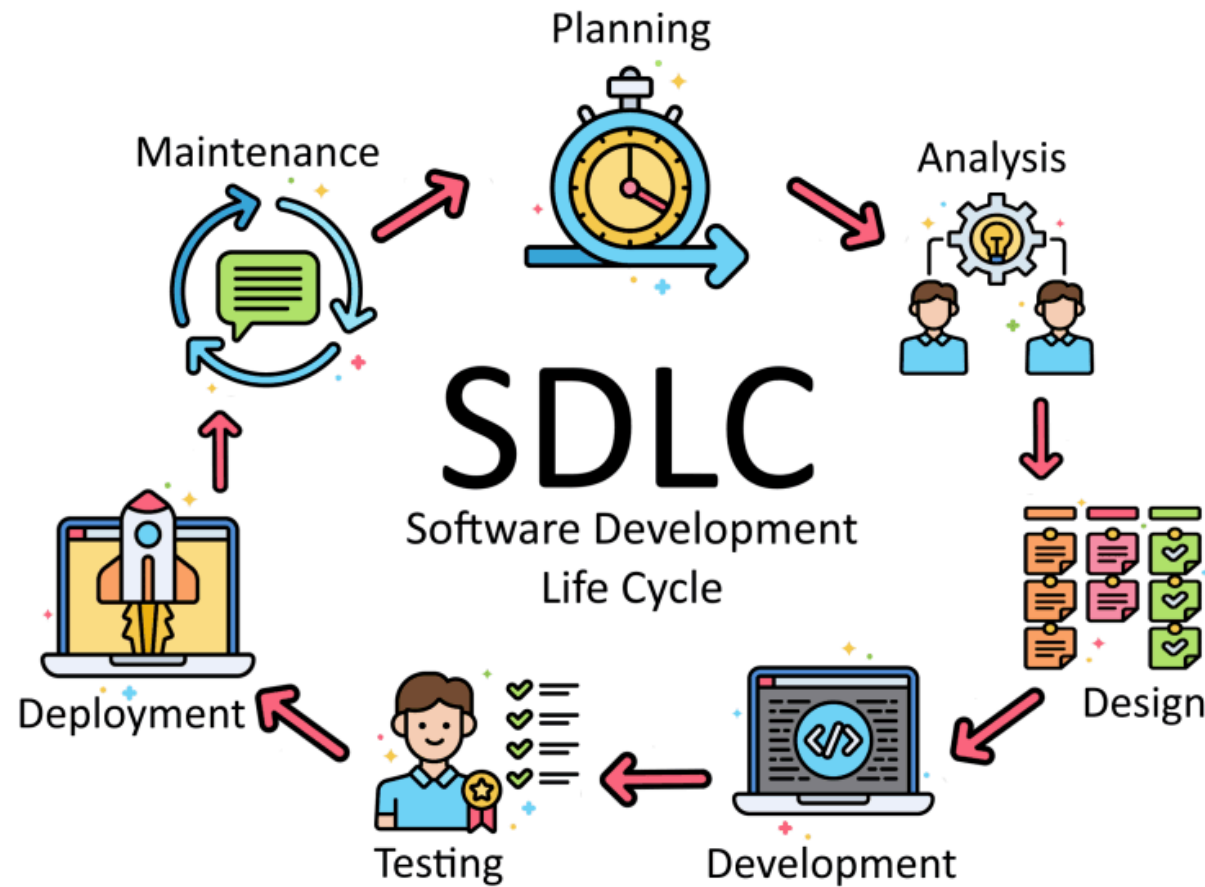 Planning
Maintenance
Analysis
SDLC
Software Development
Life Cycle
Design
Deployment
Testing
Development